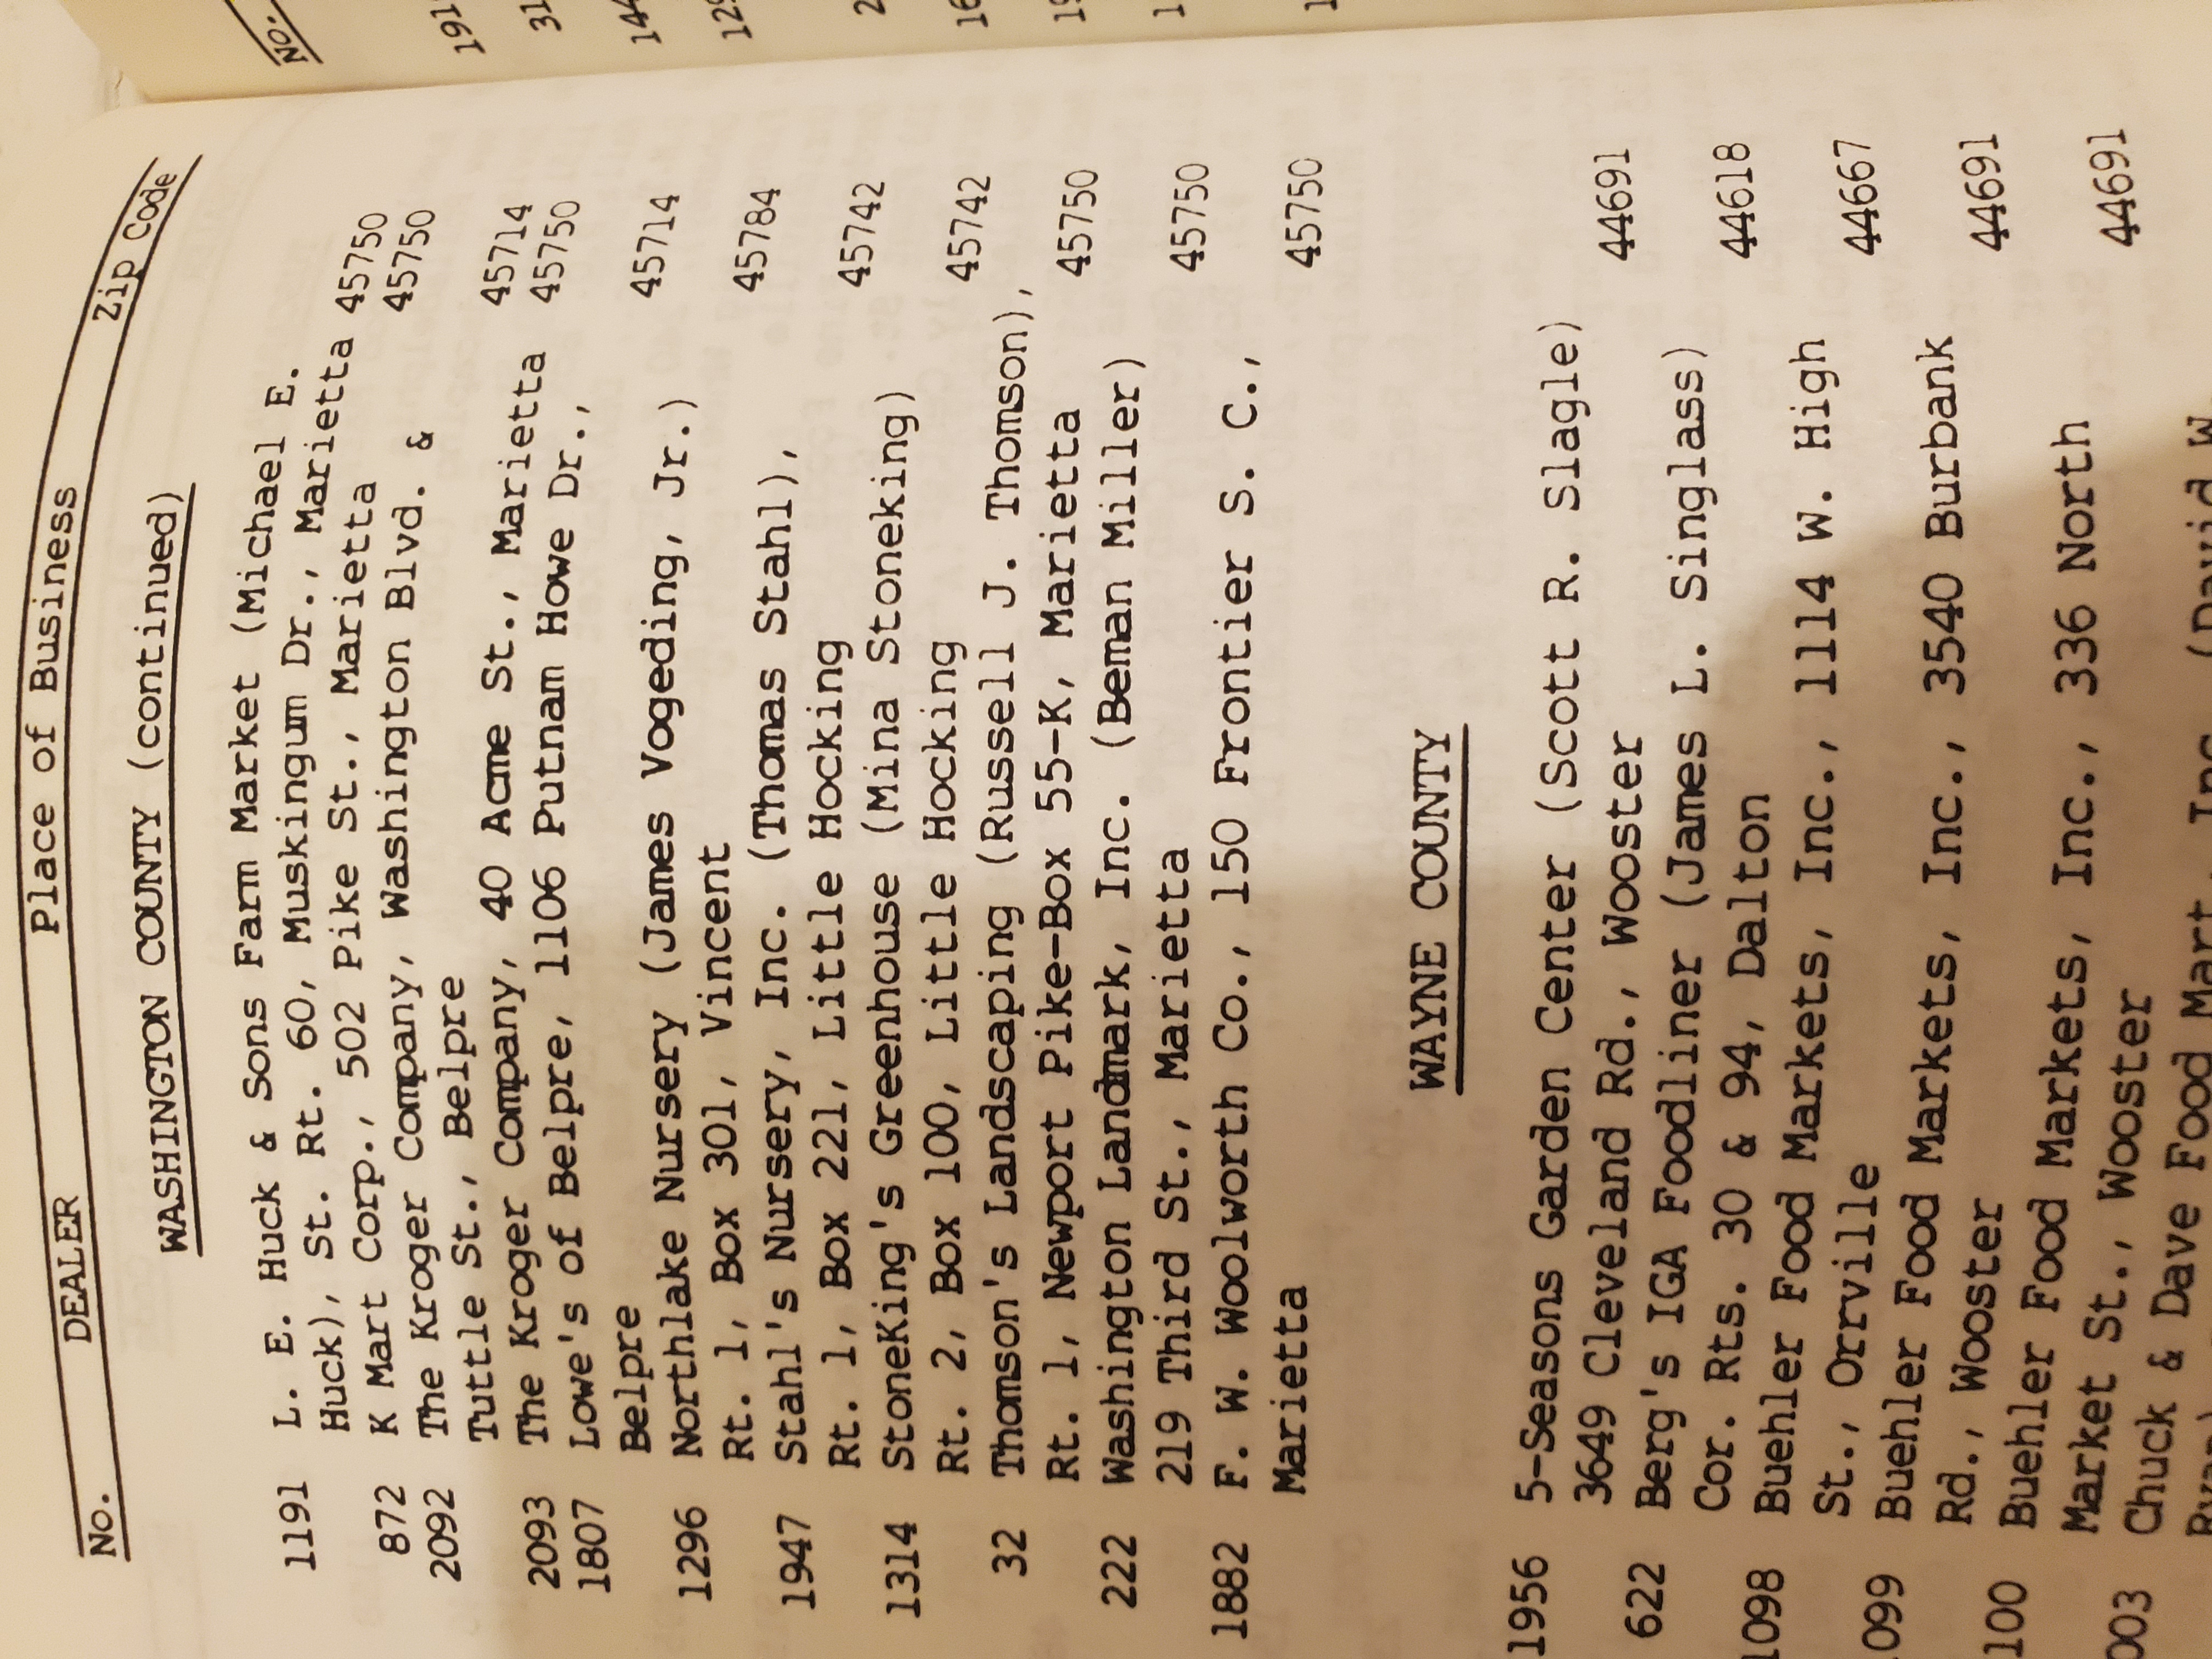 No. DEALER Place of Business Zip Code
WASHINGTON COUNTY (continued)
1191 L. E. Huck & Sons Farm Market (Michael E.
Huck), St. Rt. 60, Muskingum Dr., Marietta 45750
872 K Mart Corp., 502 Pike St., Marietta 45750
2092 The Kroger Company, Washington Blvd. &
Tuttle St., Belpre 45714
2093 The Kroger Company, 40 Acme St., Marietta 45750
1807 Lowe's of Belpre, 1106 Putnam Howe Dr.,
Belpre 45714
1296 Northlake Nursery (James Vogeding, Jr.)
Rt. 1, Box 301, Vincent 45784
1947 Stahl's Nursery, Inc. (Thomas Stahl),
Rt. 1, Box 221, Little Hocking 45742
1314 StoneKing's Greenhouse (Mina Stoneking)
Rt. 2, Box 100, Little Hocking 45742
32 Thomson's Landscaping (Russell J. Thomson),
Rt. 1, Newport Pike-Box 55-K, Marietta 45750
222 Washington Landmark, Inc. (Beman Miller)
219 Third St., Marietta 45750
1882 F. W. Woolworth Co., 150 Frontier S. C.,
Marietta 45750
WAYNE COUNTY
1956 5-Seasons Garden Center (Scott R. Slagle)
3649 Cleveland Rd., Wooster 44691
622 Berg's IGA Foodliner (James L. Singlass)
Cor. Rts. 30 & 94, Dalton 44618
1098 Buehler Food Markets, Inc., 1114 W. High
St., Orrville 44667
099 Buehler Food Markets, Inc., 3540 Burbank
Rd., Wooster 44691
100 Buehler Food Markets, Inc., 336 North
Market St., Wooster 44691
003 Chuck & Dave Food Mart, Inc. (David W.
No.